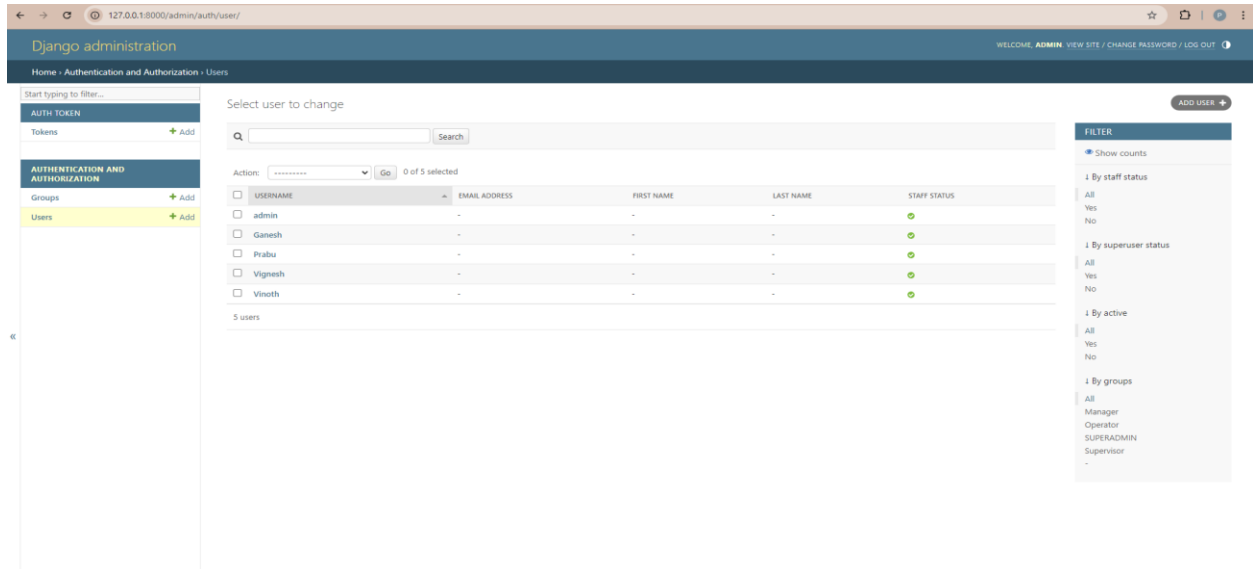 127.0.0.1:8000/admin/auth/user/
P
Django administration
WELCOME, ADMIN. VIEW SITE / CHANGE PASSWORD / LOG OUT
Home › Authentication and Authorization › Users
Start typing to filter...
AUTH TOKEN
Tokens + Add
AUTHENTICATION AND
AUTHORIZATION
Groups + Add
Users + Add
«
Select user to change
ADD USER +
Search
Action: --------- Go 0 of 5 selected
USERNAME EMAIL ADDRESS FIRST NAME LAST NAME STAFF STATUS
admin - - -
Ganesh - - -
Prabu - - -
Vignesh - - -
Vinoth - - -
5 users
FILTER
Show counts
↓ By staff status
All
Yes
No
↓ By superuser status
All
Yes
No
↓ By active
All
Yes
No
↓ By groups
All
Manager
Operator
SUPERADMIN
Supervisor
-